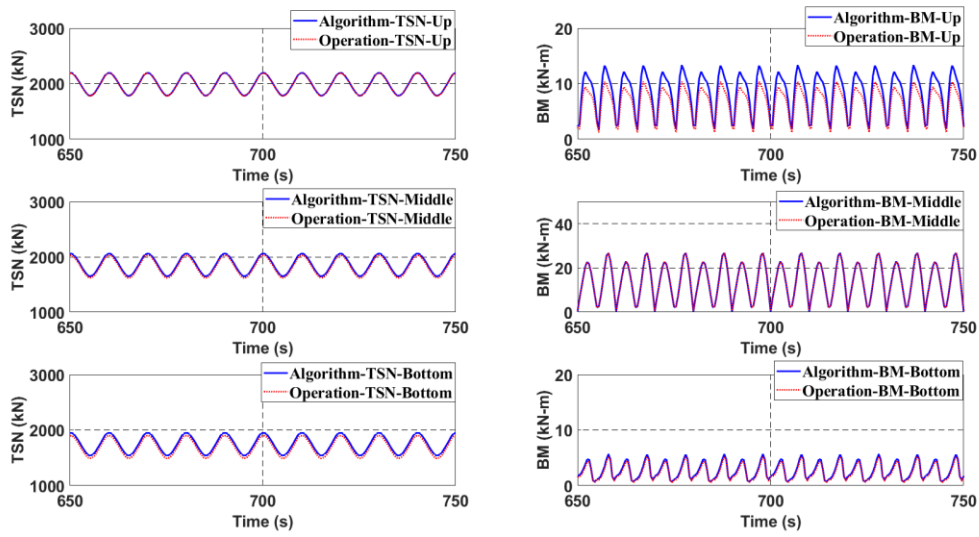 3000
2000
1000
TSN (kN)
Algorithm-TSN-Up
Operation-TSN-Up
650
700
750
Time (s)
20
10
0
BM (kN-m)
Algorithm-BM-Up
Operation-BM-Up
650
700
750
Time (s)
3000
2000
1000
TSN (kN)
Algorithm-TSN-Middle
Operation-TSN-Middle
650
700
750
Time (s)
40
20
0
BM (kN-m)
Algorithm-BM-Middle
Operation-BM-Middle
650
700
750
Time (s)
3000
2000
1000
TSN (kN)
Algorithm-TSN-Bottom
Operation-TSN-Bottom
650
700
750
Time (s)
20
10
0
BM (kN-m)
Algorithm-BM-Bottom
Operation-BM-Bottom
650
700
750
Time (s)